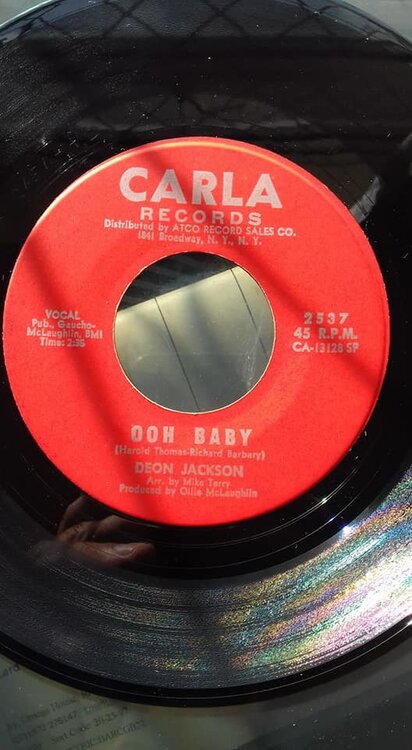 CARLA
RECORDS
Distributed by ATCO RECORD SALES CO.
1841 Broadway, N. Y., N. Y.
VOCAL
Pub., Gaucho-
McLaughlin, BMI
Time: 2:35
2537
45 R.P.M.
CA-13128 SP
OOH BABY
(Harold Thomas-Richard Barbary)
DEON JACKSON
Arr. by Mike Terry
Produced by Ollie McLaughlin